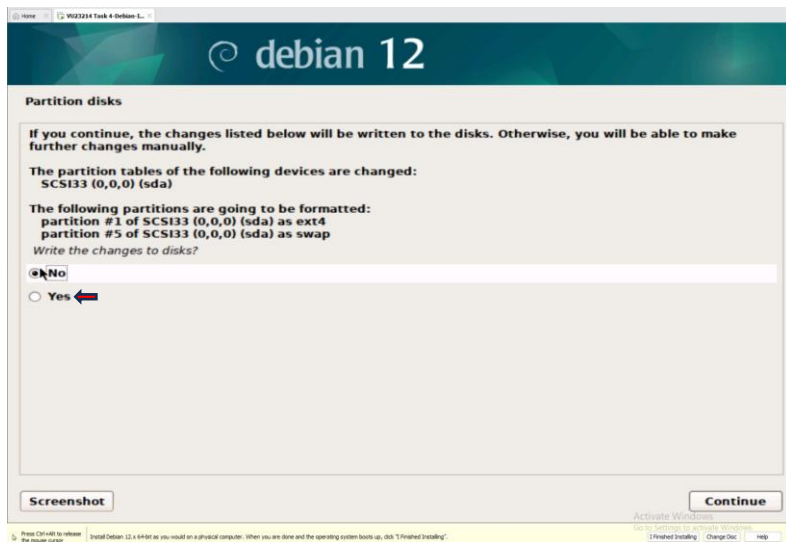 Home
VU23214 Task 4-Debian-1...
debian 12
Partition disks
If you continue, the changes listed below will be written to the disks. Otherwise, you will be able to make
further changes manually.
The partition tables of the following devices are changed:
SCSI33 (0,0,0) (sda)
The following partitions are going to be formatted:
partition #1 of SCSI33 (0,0,0) (sda) as ext4
partition #5 of SCSI33 (0,0,0) (sda) as swap
Write the changes to disks?
No
Yes
Screenshot
Continue
Activate Windows
Go to Settings to activate Windows.
Press Ctrl+Alt to release
the mouse cursor
Install Debian 12.x 64-bit as you would on a physical computer. When you are done and the operating system boots up, click "I Finished Installing".
I Finished Installing
Change Disc
Help